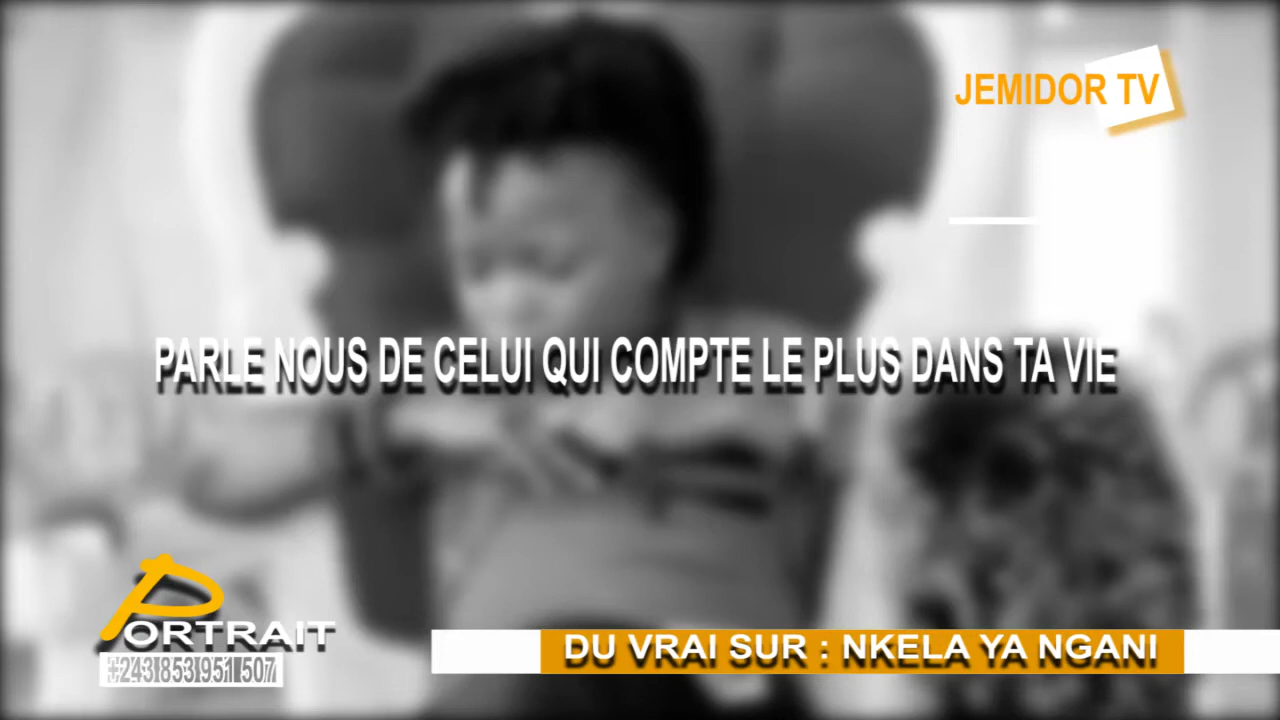 JEMIDOR TV
PARLE NOUS DE CELUI QUI COMPTE LE PLUS DANS TA VIE
PORTRAIT
+243 853 951 507
DU VRAI SUR : NKELA YA NGANI